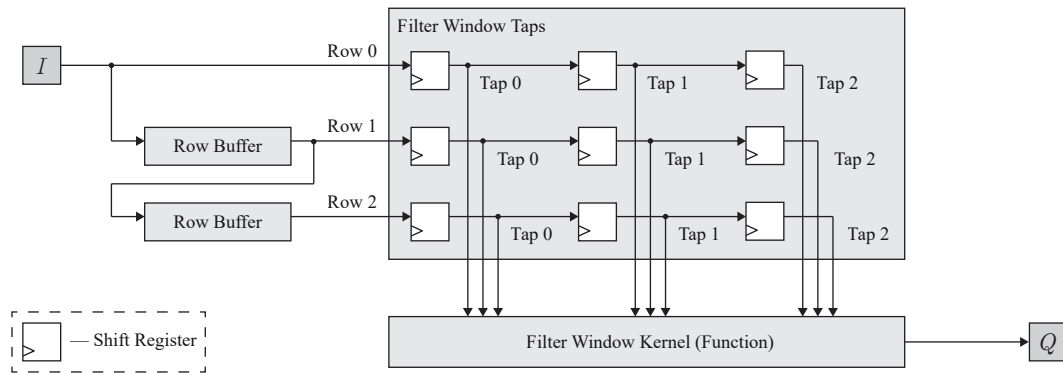 Filter Window Taps
I
Row 0
Tap 0
Tap 1
Tap 2
Row Buffer
Row 1
Tap 0
Tap 1
Tap 2
Row Buffer
Row 2
Tap 0
Tap 1
Tap 2
— Shift Register
Filter Window Kernel (Function)
Q